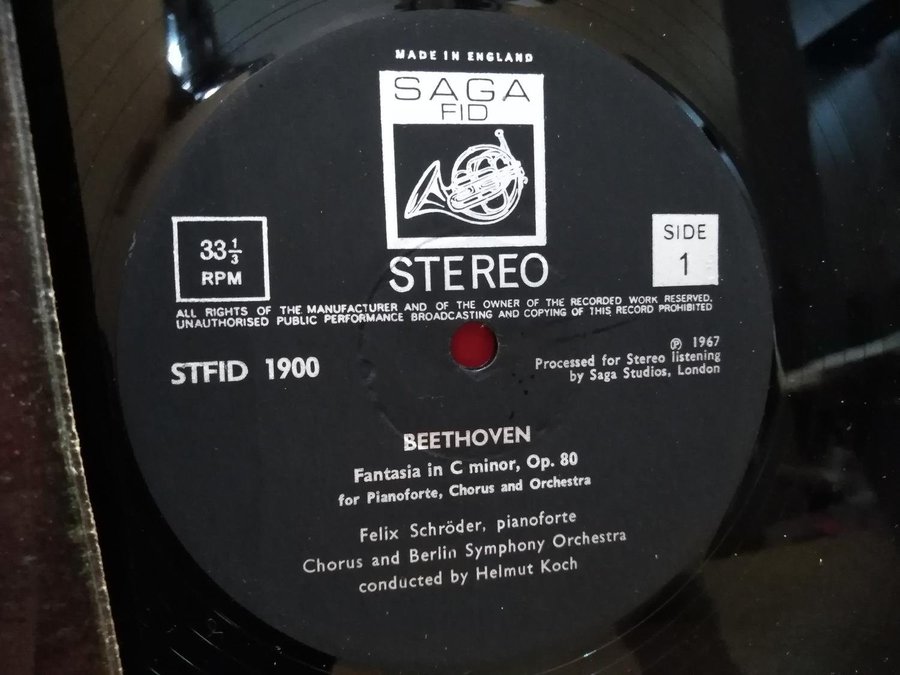 MADE IN ENGLAND
SAGA
FID
33⅓
RPM
STEREO
SIDE
1
ALL RIGHTS OF THE MANUFACTURER AND OF THE OWNER OF THE RECORDED WORK RESERVED.
UNAUTHORISED PUBLIC PERFORMANCE BROADCASTING AND COPYING OF THIS RECORD PROHIBITED
STFID 1900
℗ 1967
Processed for Stereo listening
by Saga Studios, London
BEETHOVEN
Fantasia in C minor, Op. 80
for Pianoforte, Chorus and Orchestra
Felix Schröder, pianoforte
Chorus and Berlin Symphony Orchestra
conducted by Helmut Koch